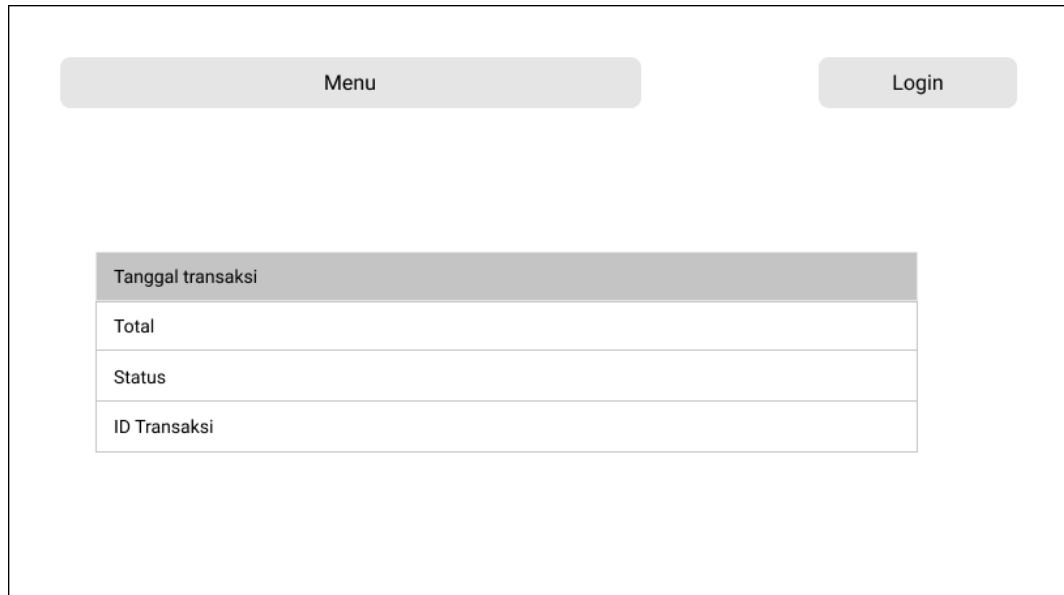 Menu
Login
Tanggal transaksi
Total
Status
ID Transaksi